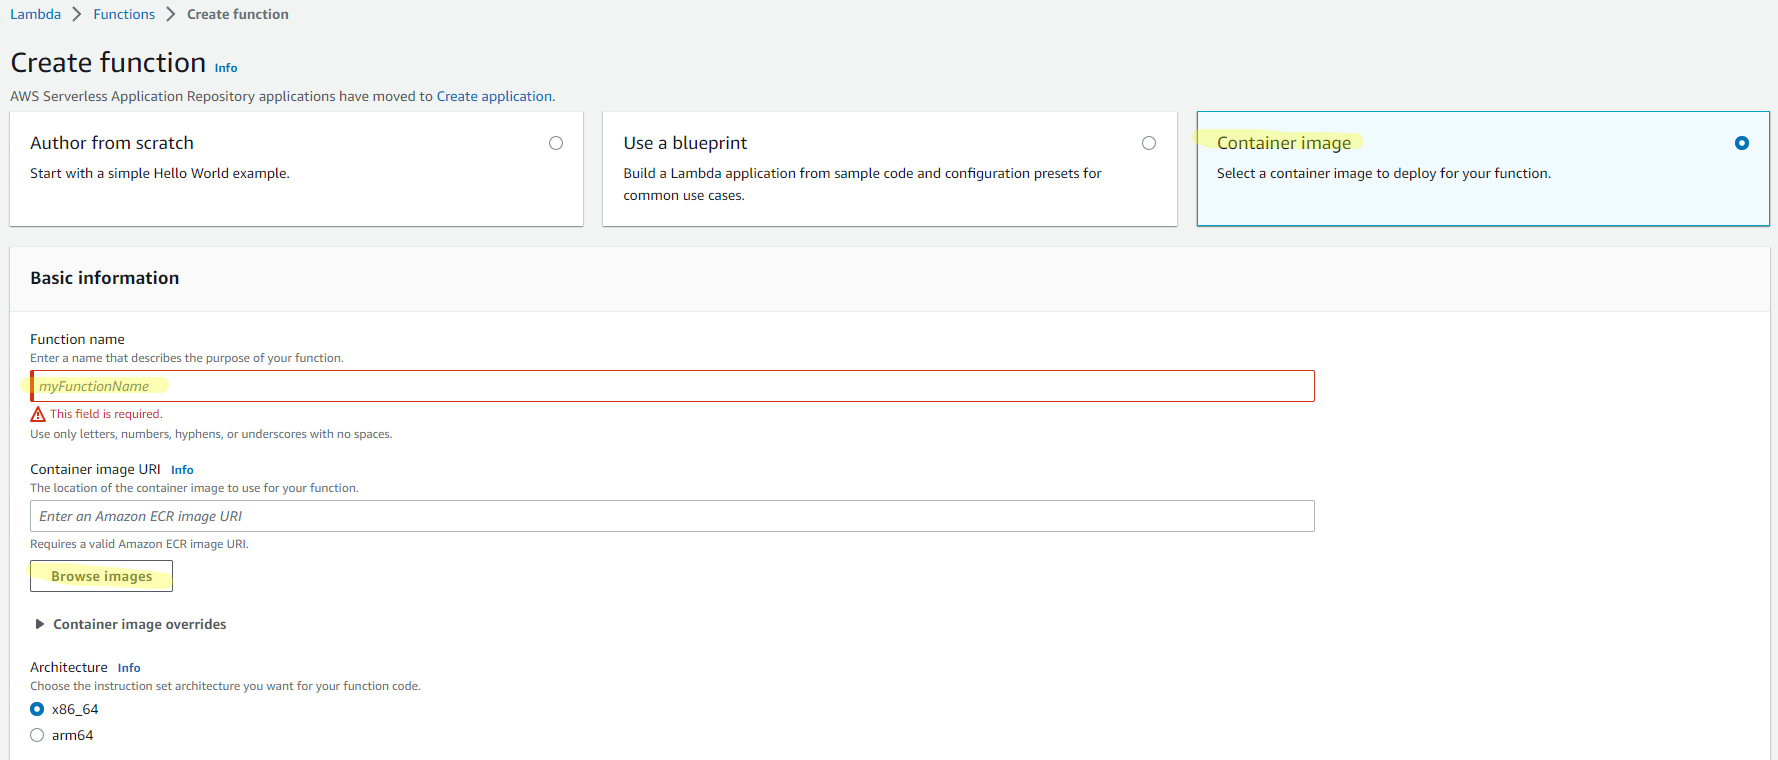 Lambda > Functions > Create function
Create function Info
AWS Serverless Application Repository applications have moved to Create application.
Author from scratch
Start with a simple Hello World example.
Use a blueprint
Build a Lambda application from sample code and configuration presets for
common use cases.
Container image
Select a container image to deploy for your function.
Basic information
Function name
Enter a name that describes the purpose of your function.
myFunctionName
This field is required.
Use only letters, numbers, hyphens, or underscores with no spaces.
Container image URI Info
The location of the container image to use for your function.
Enter an Amazon ECR image URI
Requires a valid Amazon ECR image URI.
Browse images
Container image overrides
Architecture Info
Choose the instruction set architecture you want for your function code.
x86_64
arm64